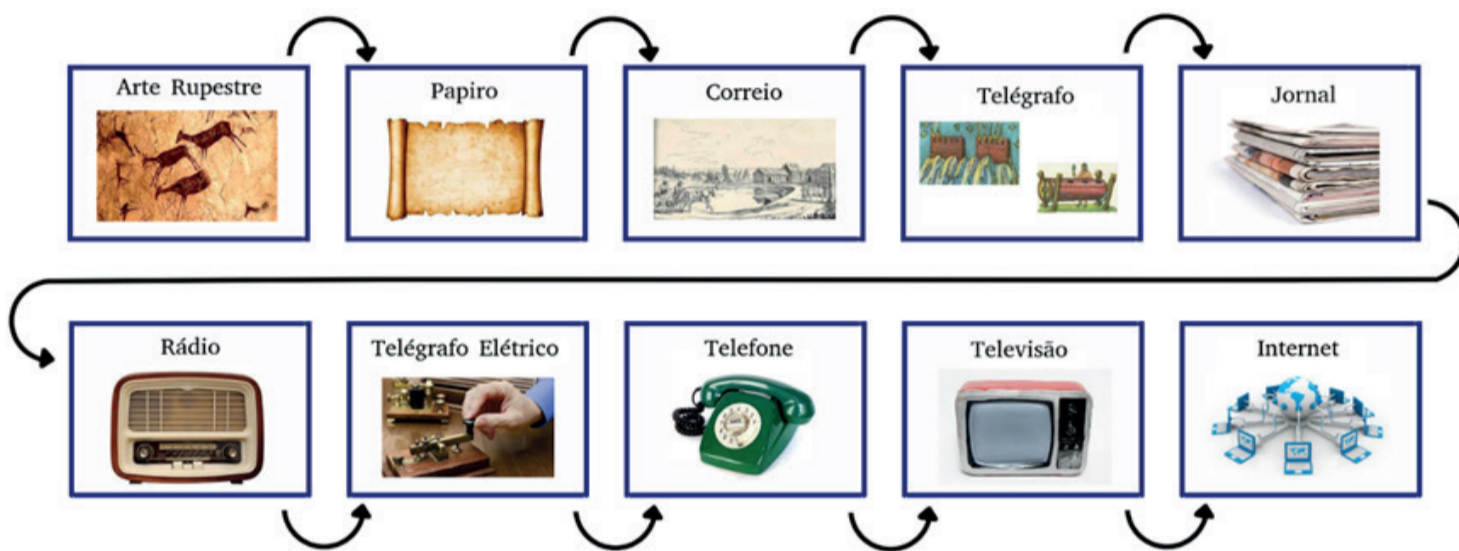 Arte Rupestre
Papiro
Correio
Telégrafo
Jornal
Rádio
Telégrafo Elétrico
Telefone
Televisão
Internet